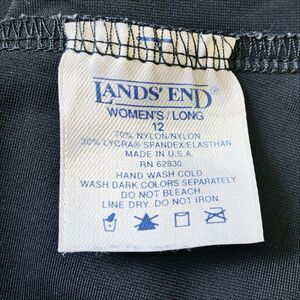 LANDS' END
WOMEN'S / LONG
12
70% NYLON/NYLON
30% LYCRA® SPANDEX/ELASTHAN
MADE IN U.S.A.
RN 62830
HAND WASH COLD
WASH DARK COLORS SEPARATELY.
DO NOT BLEACH.
LINE DRY. DO NOT IRON.